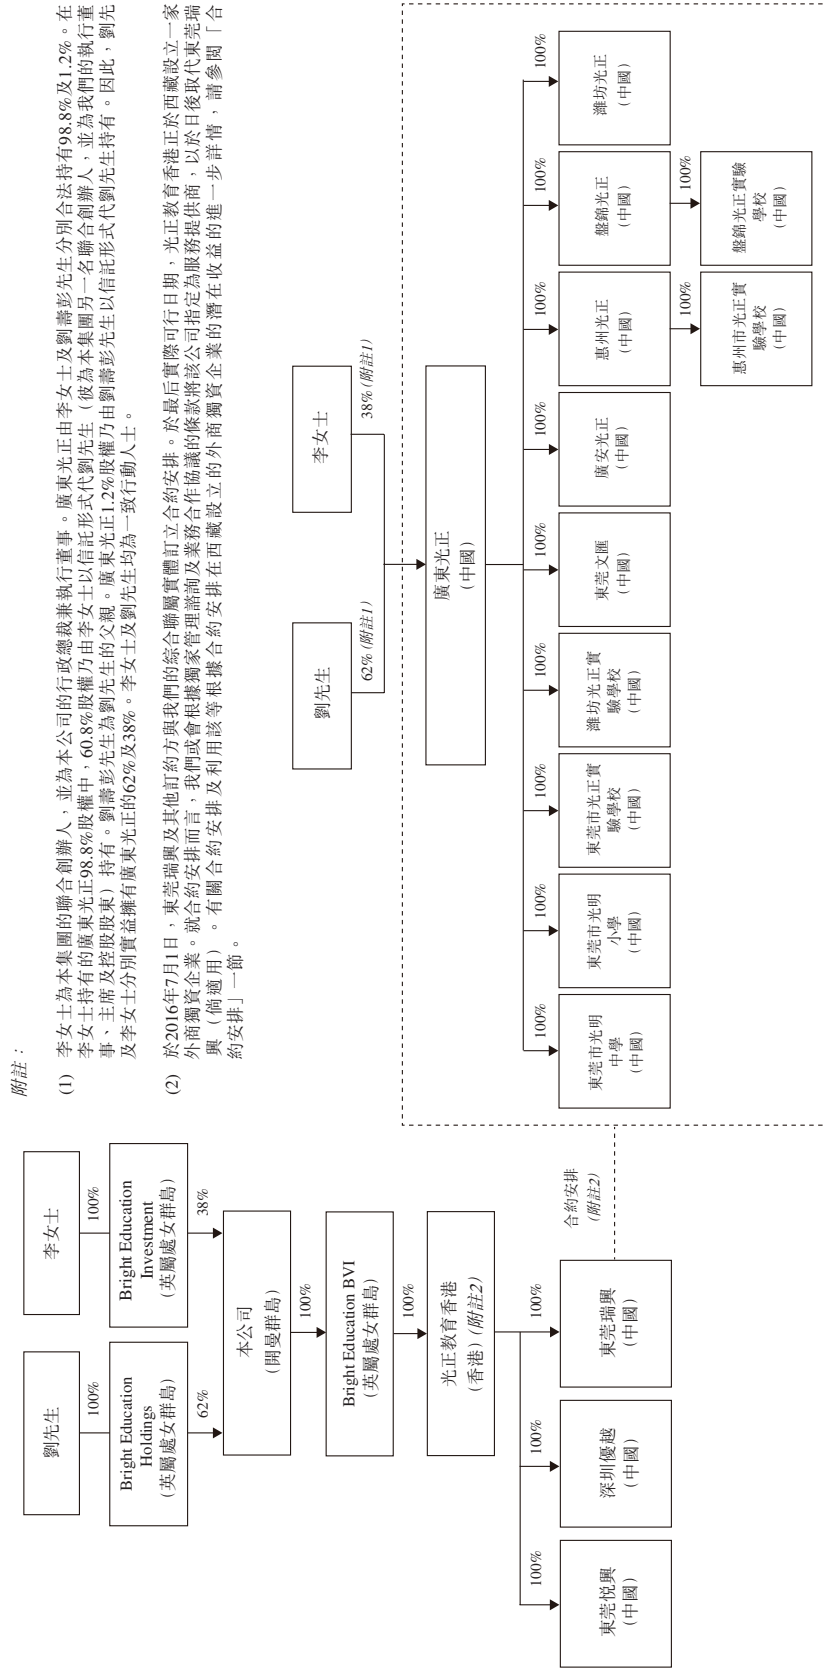 劉先生
李女士
100%
100%
Bright Education
Holdings
(英屬處女群島)
Bright Education
Investment
(英屬處女群島)
62%
38%
本公司
(開曼群島)
100%
Bright Education BVI
(英屬處女群島)
100%
光正教育香港
(香港) (附註2)
100%
100%
100%
東莞悅興
(中國)
深圳優越
(中國)
東莞瑞興
(中國)
合約安排
(附註2)
附註：
(1) 李女士為本集團的聯合創辦人，並為本公司的行政總裁兼執行董事。廣東光正由李女士及劉壽彭先生分別合法持有98.8%及1.2%。在
李女士持有的廣東光正98.8%股權中，60.8%股權乃由李女士以信託形式代劉先生（彼為本集團另一名聯合創辦人，並為我們的執行董
事、主席及控股股東）持有。劉壽彭先生為劉先生的父親。廣東光正1.2%股權乃由劉壽彭先生以信託形式代劉先生持有。因此，劉先生
及李女士分別實益擁有廣東光正的62%及38%。李女士及劉先生均為一致行動人士。
(2) 於2016年7月1日，東莞瑞興及其他訂約方與我們的綜合聯屬實體訂立合約安排。於最后實際可行日期，光正教育香港正於西藏設立一家
外商獨資企業。就合約安排而言，我們或會根據獨家管理諮詢及業務合作協議的條款將該公司指定為服務提供商，以於日後取代東莞瑞
興（倘適用）。有關合約安排及利用該等根據合約安排在西藏設立的外商獨資企業的潛在收益的進一步詳情，請參閱「合
約安排」一節。
劉先生
李女士
62% (附註1)
38% (附註1)
廣東光正
(中國)
100%
100%
100%
100%
100%
100%
100%
100%
100%
東莞市光明
中學
(中國)
東莞市光明
小學
(中國)
東莞市光正實
驗學校
(中國)
濰坊光正實
驗學校
(中國)
東莞文匯
(中國)
廣安光正
(中國)
惠州光正
(中國)
盤錦光正
(中國)
濰坊光正
(中國)
100%
100%
惠州市光正實
驗學校
(中國)
盤錦光正實驗
學校
(中國)